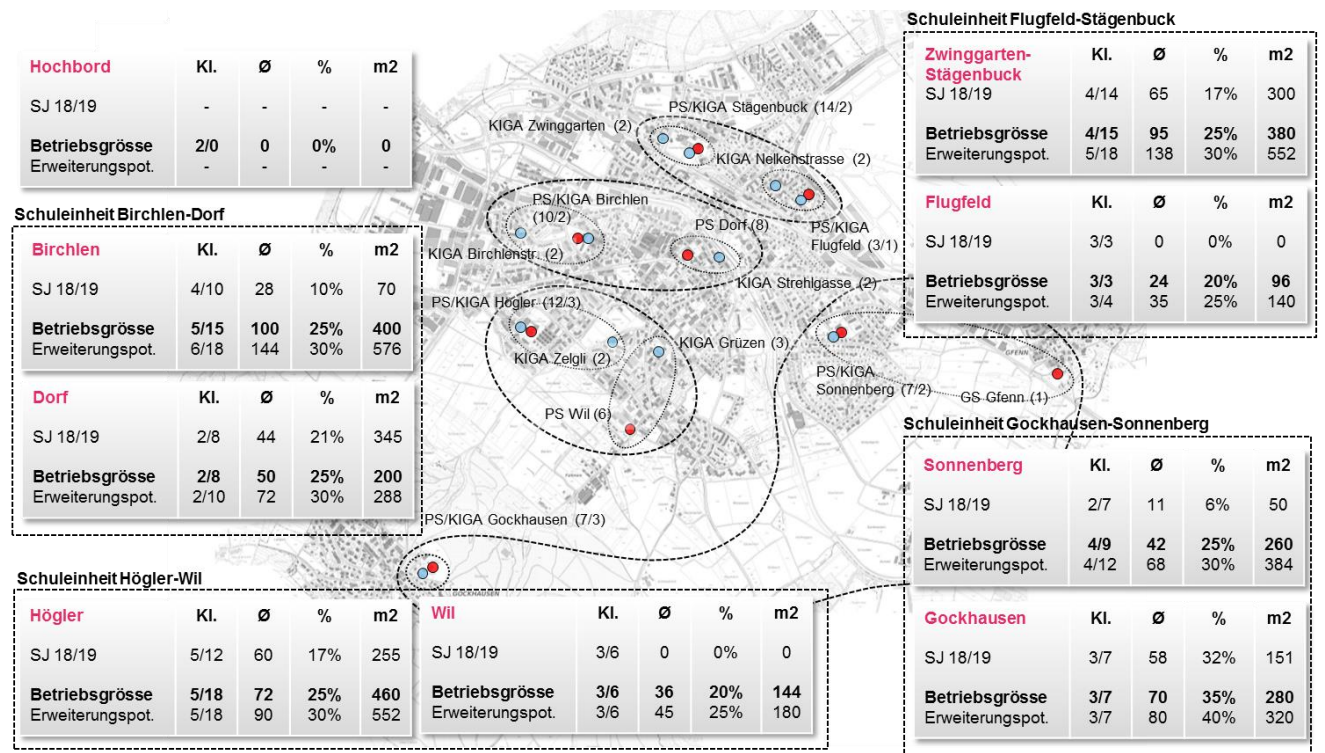 Schuleinheit Flugfeld-Stägenbuck
Hochbord Kl. Ø % m2
SJ 18/19 - - - -
Betriebsgrösse 2/0 0 0% 0
Erweiterungspot. - - - -
Zwinggarten-Stägenbuck Kl. Ø % m2
SJ 18/19 4/14 65 17% 300
Betriebsgrösse 4/15 95 25% 380
Erweiterungspot. 5/18 138 30% 552
Flugfeld Kl. Ø % m2
SJ 18/19 3/3 0 0% 0
Betriebsgrösse 3/3 24 20% 96
Erweiterungspot. 3/4 35 25% 140
PS/KIGA Stägenbuck (14/2)
KIGA Zwinggarten (2)
KIGA Nelkenstrasse (2)
PS/KIGA Birchlen
(10/2)
PS Dorf (8)
PS/KIGA
Flugfeld (3/1)
KIGA Birchlenstr. (2)
KIGA Strehlgasse (2)
PS/KIGA Högler (12/3)
KIGA Grüzen (3)
KIGA Zelgli (2)
PS/KIGA
Sonnenberg (7/2)
GFENN
GS Gfenn (1)
PS Wil (6)
PS/KIGA Gockhausen (7/3)
GOCKHAUSEN
Schuleinheit Birchlen-Dorf
Birchlen Kl. Ø % m2
SJ 18/19 4/10 28 10% 70
Betriebsgrösse 5/15 100 25% 400
Erweiterungspot. 6/18 144 30% 576
Dorf Kl. Ø % m2
SJ 18/19 2/8 44 21% 345
Betriebsgrösse 2/8 50 25% 200
Erweiterungspot. 2/10 72 30% 288
Schuleinheit Gockhausen-Sonnenberg
Sonnenberg Kl. Ø % m2
SJ 18/19 2/7 11 6% 50
Betriebsgrösse 4/9 42 25% 260
Erweiterungspot. 4/12 68 30% 384
Gockhausen Kl. Ø % m2
SJ 18/19 3/7 58 32% 151
Betriebsgrösse 3/7 70 35% 280
Erweiterungspot. 3/7 80 40% 320
Schuleinheit Högler-Wil
Högler Kl. Ø % m2
SJ 18/19 5/12 60 17% 255
Betriebsgrösse 5/18 72 25% 460
Erweiterungspot. 5/18 90 30% 552
Wil Kl. Ø % m2
SJ 18/19 3/6 0 0% 0
Betriebsgrösse 3/6 36 20% 144
Erweiterungspot. 3/6 45 25% 180